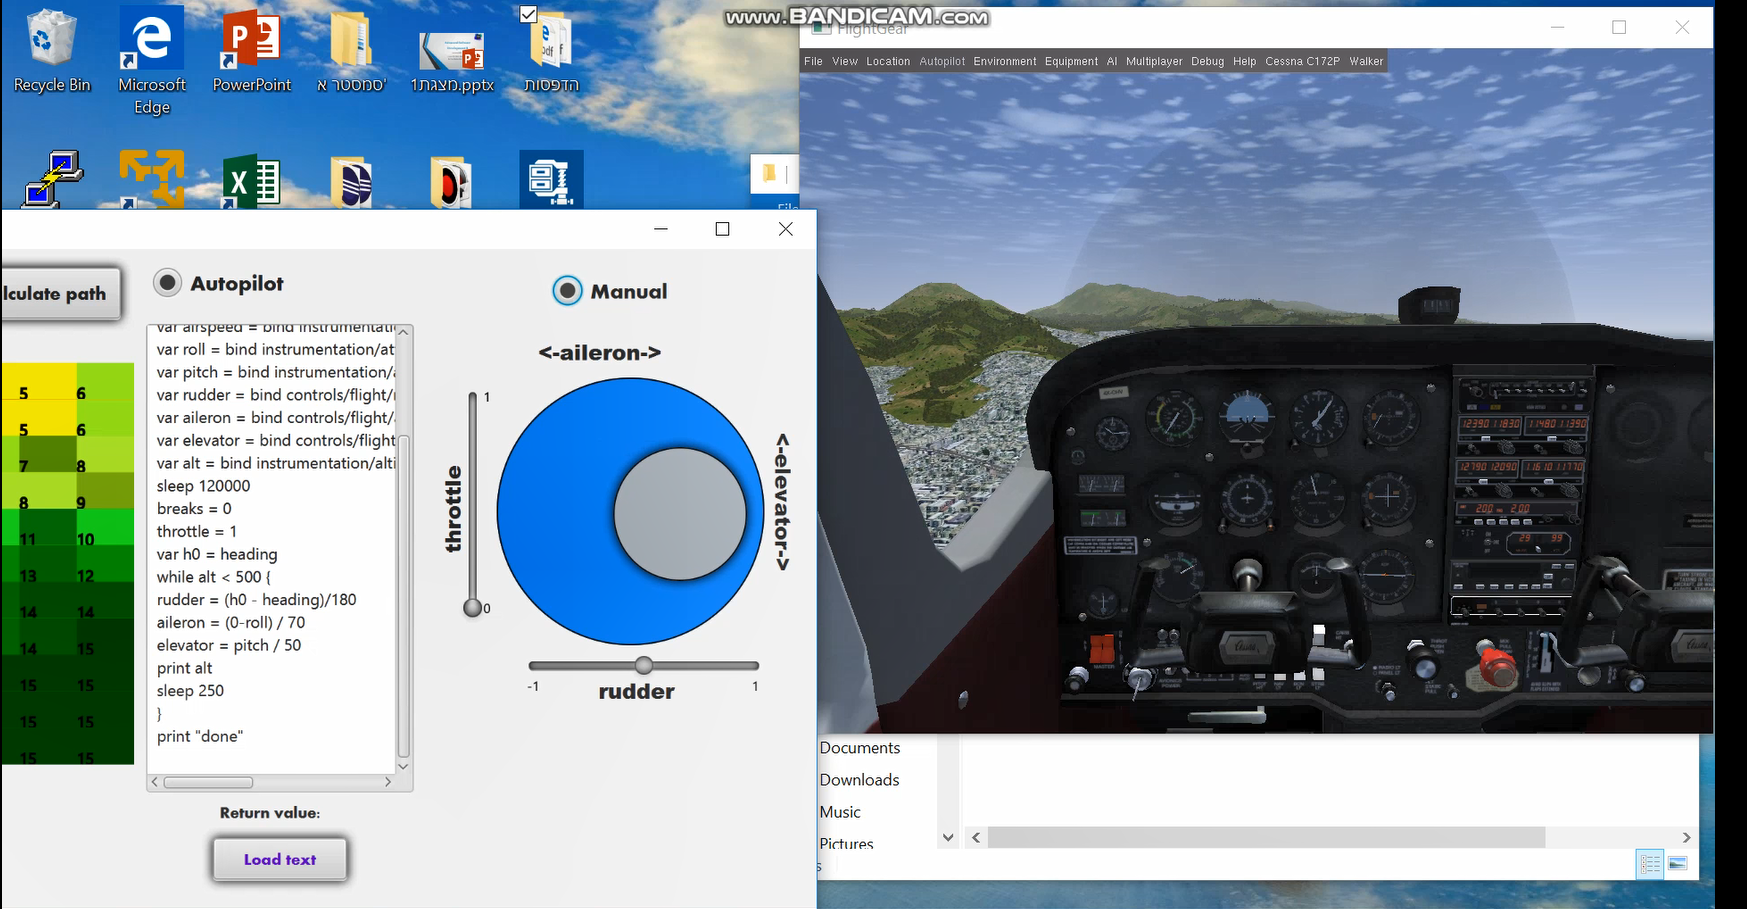 www.BANDICAM.com
Recycle Bin
Microsoft Edge
PowerPoint
סמסטר א'
מצגת1.pptx
הדפסות
FlightGear
File View Location Autopilot Environment Equipment AI Multiplayer Debug Help Cessna C172P Walker
lculate path
Autopilot
Manual
var airspeed = bind instrumentati
var roll = bind instrumentation/at
var pitch = bind instrumentation/
var rudder = bind controls/flight/
var aileron = bind controls/flight/
var elevator = bind controls/flight
var alt = bind instrumentation/alti
sleep 120000
breaks = 0
throttle = 1
var h0 = heading
while alt < 500 {
rudder = (h0 - heading)/180
aileron = (0-roll) / 70
elevator = pitch / 50
print alt
sleep 250
}
print "done"
5 6
5 6
7 8
8 9
11 10
13 12
14 14
14 15
15 15
15 15
15 15
<-aileron->
throttle
1
0
<-elevator->
-1
1
rudder
Return value:
Load text
Documents
Downloads
Music
Pictures
s
File
MASTER